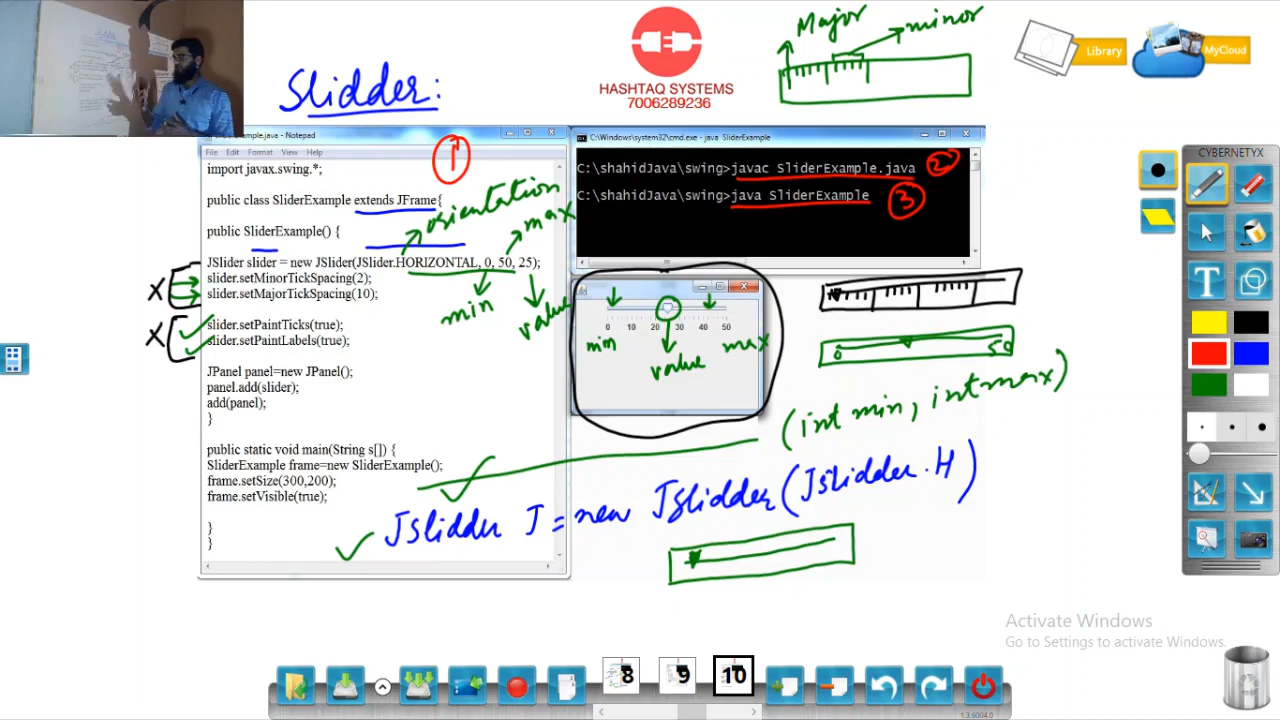 Slidder:
HASHTAQ SYSTEMS
7006289236
Major
minor
Library
MyCloud
CYBERNETYX
Example.java - Notepad
File Edit Format View Help
1
import javax.swing.*;
public class SliderExample extends JFrame{
public SliderExample() {
orientation
max
JSlider slider = new JSlider(JSlider.HORIZONTAL, 0, 50, 25);
slider.setMinorTickSpacing(2);
slider.setMajorTickSpacing(10);
X
min
value
slider.setPaintTicks(true);
slider.setPaintLabels(true);
X
JPanel panel=new JPanel();
panel.add(slider);
add(panel);
}
public static void main(String s[]) {
SliderExample frame=new SliderExample();
frame.setSize(300,200);
frame.setVisible(true);
}
}
C:\Windows\system32\cmd.exe - java SliderExample
C:\shahidJava\swing>javac SliderExample.java
2
C:\shahidJava\swing>java SliderExample
3
0 10 20 30 40 50
min
value
max
0 50
(int min, int max)
Jslidder J = new Jslidder(Jslidder.H)
T
Activate Windows
Go to Settings to activate Windows.
8 9 10
1.3.6004.0